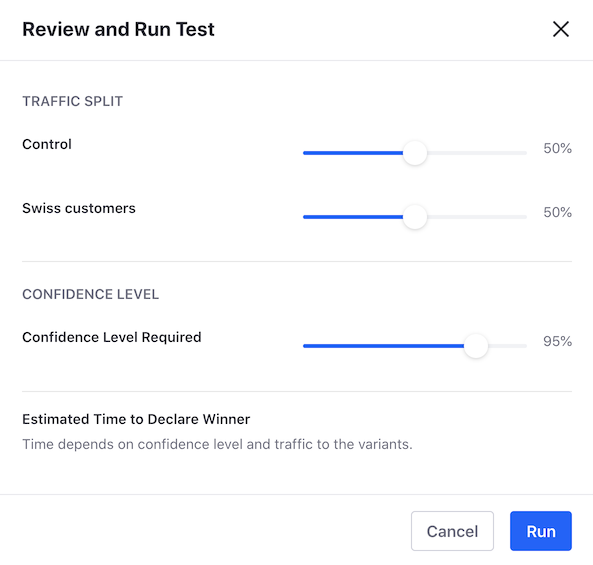 Review and Run Test
TRAFFIC SPLIT
Control
50%
Swiss customers
50%
CONFIDENCE LEVEL
Confidence Level Required
95%
Estimated Time to Declare Winner
Time depends on confidence level and traffic to the variants.
Cancel
Run